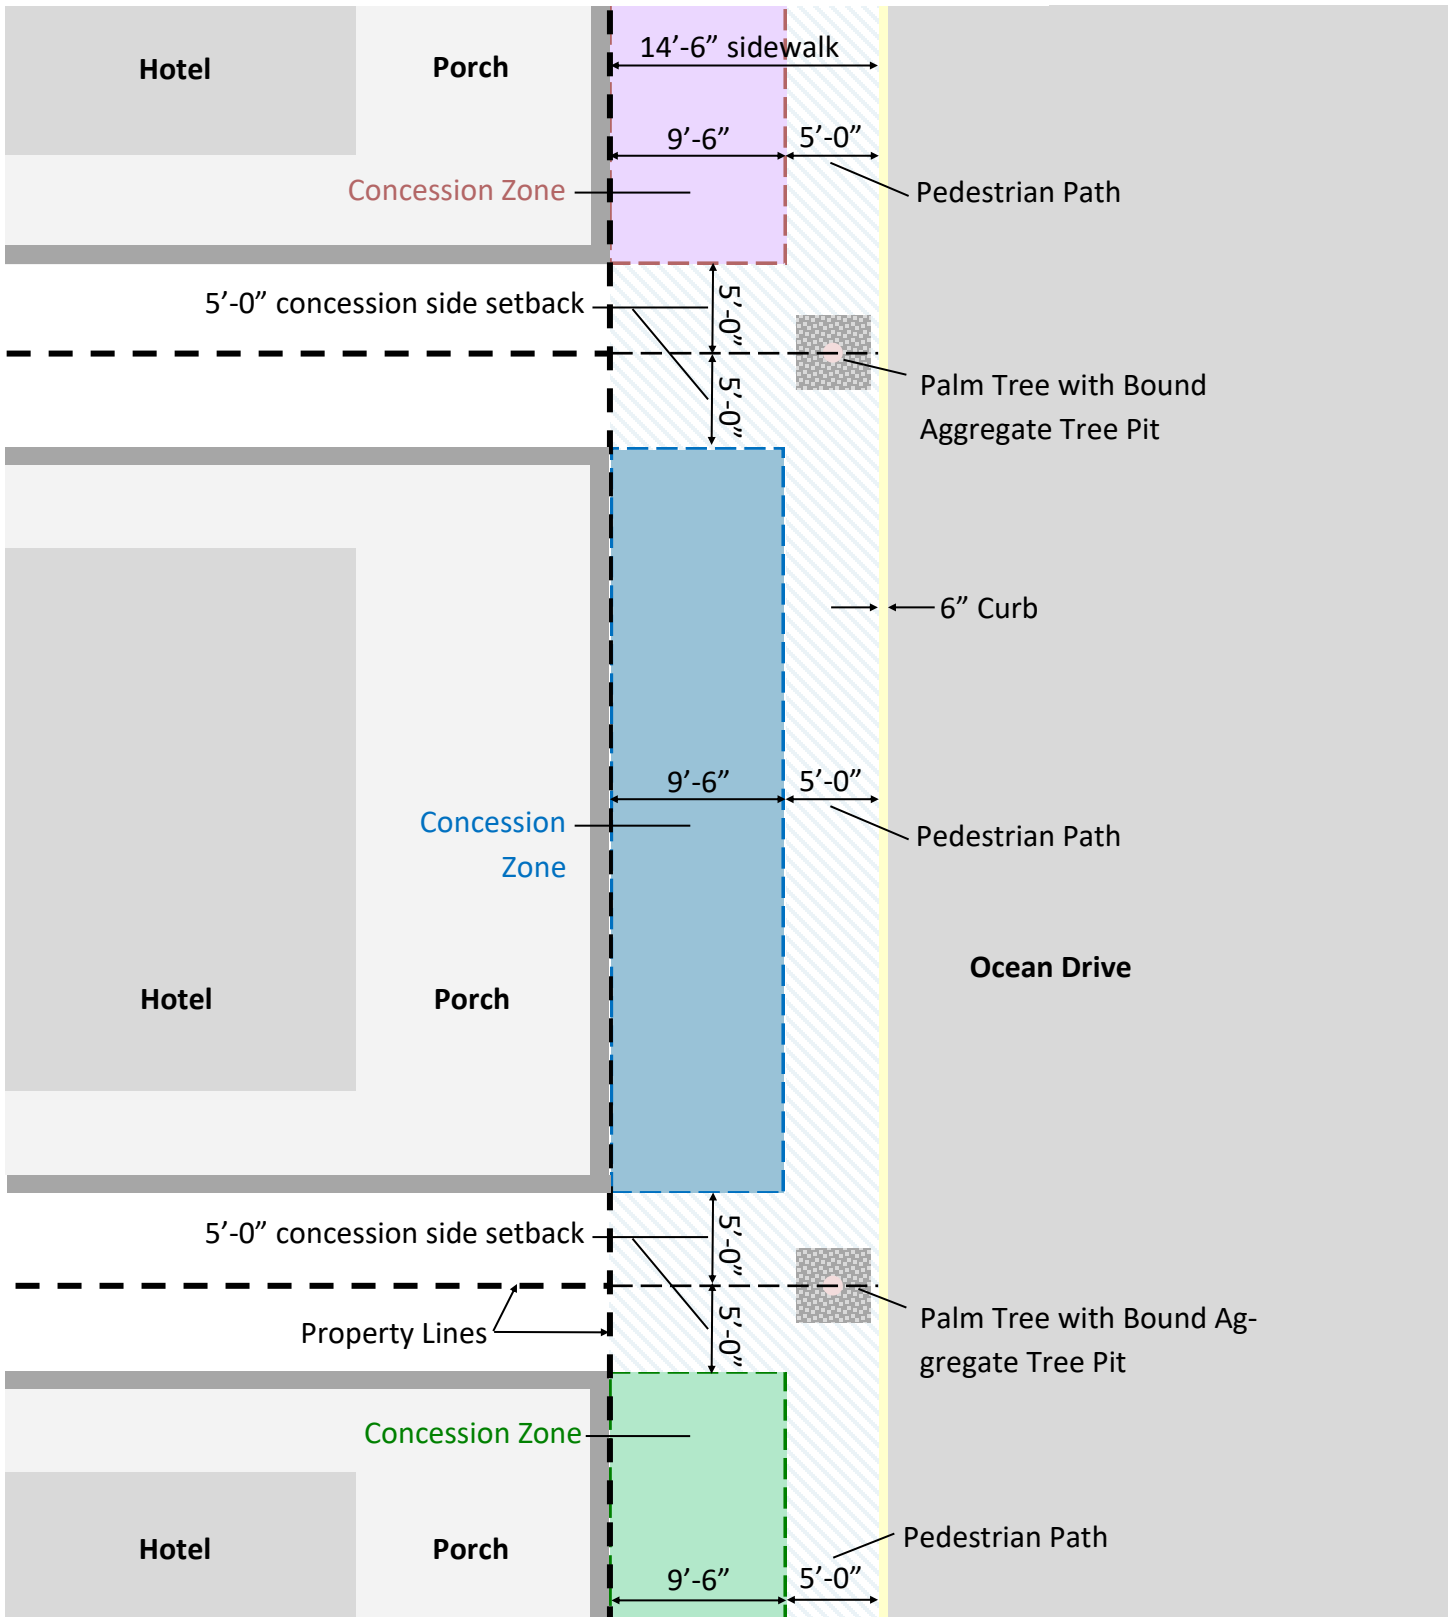 14’-6” sidewalk
Hotel
Porch
9’-6”
5’-0”
Concession Zone
Pedestrian Path
5’-0” concession side setback
5’-0”
5’-0”
Palm Tree with Bound
Aggregate Tree Pit
6” Curb
9’-6”
5’-0”
Concession
Zone
Pedestrian Path
Ocean Drive
Hotel
Porch
5’-0” concession side setback
5’-0”
5’-0”
Property Lines
Palm Tree with Bound Ag-
gregate Tree Pit
Concession Zone
Hotel
Porch
Pedestrian Path
9’-6”
5’-0”